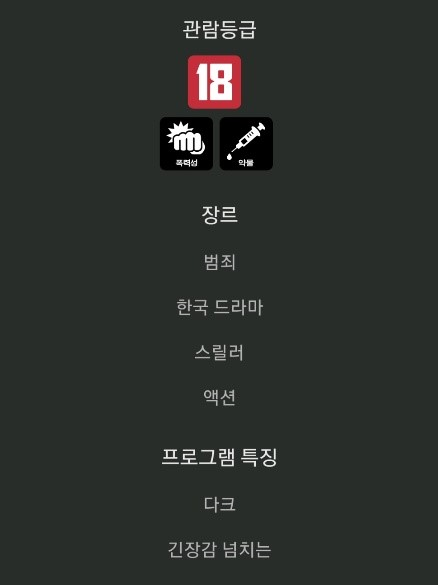 관람등급
18
폭력성 약물
장르
범죄
한국 드라마
스릴러
액션
프로그램 특징
다크
긴장감 넘치는